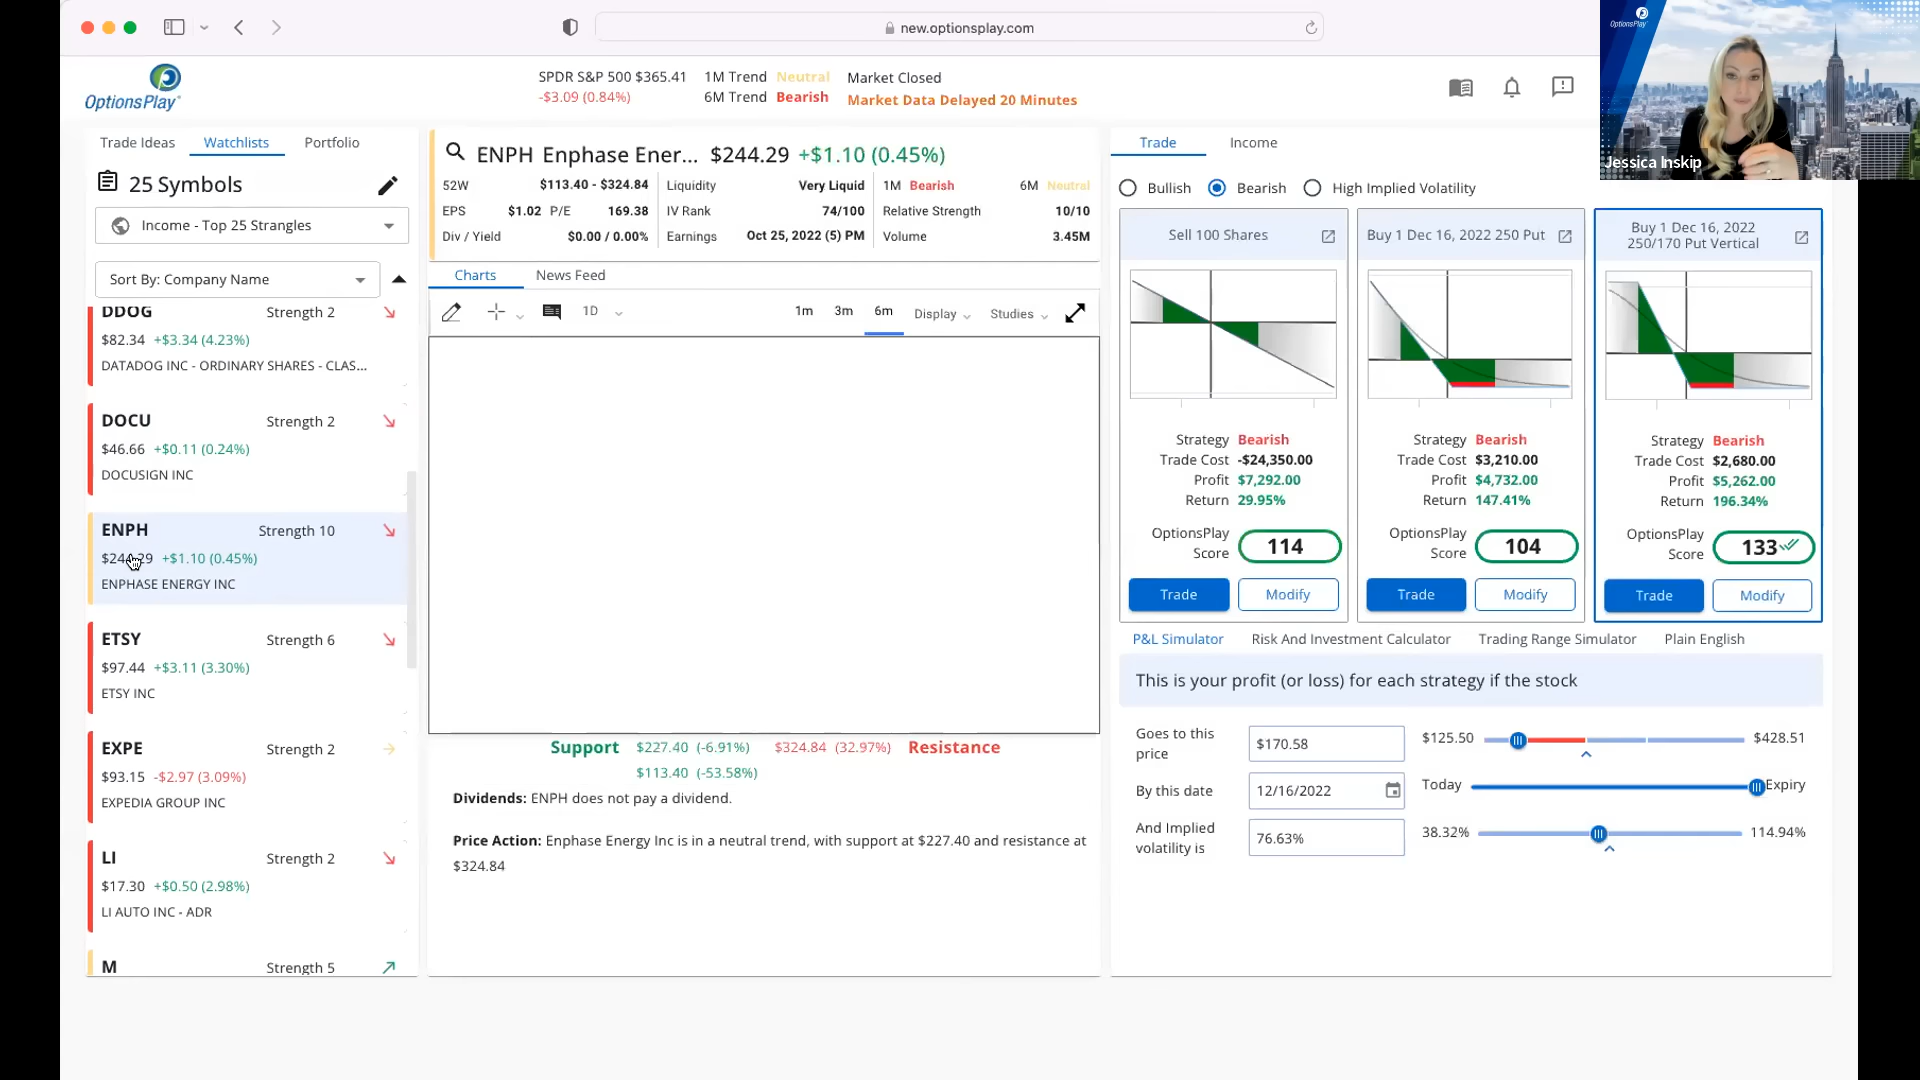 new.optionsplay.com
OptionsPlay
Jessica Inskip
OptionsPlay
SPDR S&P 500 $365.41
-$3.09 (0.84%)
1M Trend Neutral
6M Trend Bearish
Market Closed
Market Data Delayed 20 Minutes
Trade Ideas
Watchlists
Portfolio
25 Symbols
Income - Top 25 Strangles
Sort By: Company Name
DDOG Strength 2
$82.34 +$3.34 (4.23%)
DATADOG INC - ORDINARY SHARES - CLAS...
DOCU Strength 2
$46.66 +$0.11 (0.24%)
DOCUSIGN INC
ENPH Strength 10
$244.29 +$1.10 (0.45%)
ENPHASE ENERGY INC
ETSY Strength 6
$97.44 +$3.11 (3.30%)
ETSY INC
EXPE Strength 2
$93.15 -$2.97 (3.09%)
EXPEDIA GROUP INC
LI Strength 2
$17.30 +$0.50 (2.98%)
LI AUTO INC - ADR
M Strength 5
ENPH Enphase Ener... $244.29 +$1.10 (0.45%)
52W $113.40 - $324.84 Liquidity Very Liquid 1M Bearish 6M Neutral
EPS $1.02 P/E 169.38 IV Rank 74/100 Relative Strength 10/10
Div / Yield $0.00 / 0.00% Earnings Oct 25, 2022 (5) PM Volume 3.45M
Charts
News Feed
1D
1m
3m
6m
Display
Studies
Support $227.40 (-6.91%) $324.84 (32.97%) Resistance
$113.40 (-53.58%)
Dividends: ENPH does not pay a dividend.
Price Action: Enphase Energy Inc is in a neutral trend, with support at $227.40 and resistance at
$324.84
Trade
Income
Bullish
Bearish
High Implied Volatility
Sell 100 Shares
Strategy Bearish
Trade Cost -$24,350.00
Profit $7,292.00
Return 29.95%
OptionsPlay
Score
114
Trade
Modify
Buy 1 Dec 16, 2022 250 Put
Strategy Bearish
Trade Cost $3,210.00
Profit $4,732.00
Return 147.41%
OptionsPlay
Score
104
Trade
Modify
Buy 1 Dec 16, 2022
250/170 Put Vertical
Strategy Bearish
Trade Cost $2,680.00
Profit $5,262.00
Return 196.34%
OptionsPlay
Score
133
Trade
Modify
P&L Simulator
Risk And Investment Calculator
Trading Range Simulator
Plain English
This is your profit (or loss) for each strategy if the stock
Goes to this
price
$170.58
$125.50
$428.51
By this date
12/16/2022
Today
Expiry
And Implied
volatility is
76.63%
38.32%
114.94%